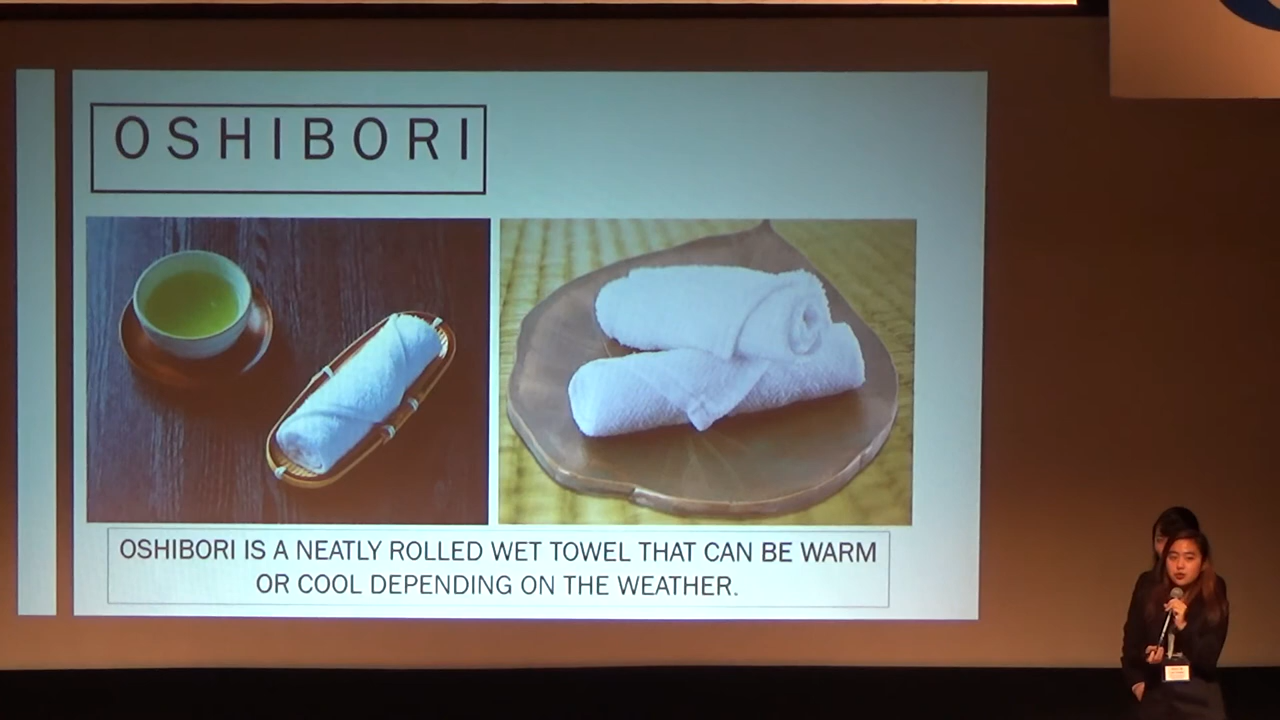 OSHIBORI
OSHIBORI IS A NEATLY ROLLED WET TOWEL THAT CAN BE WARM
OR COOL DEPENDING ON THE WEATHER.